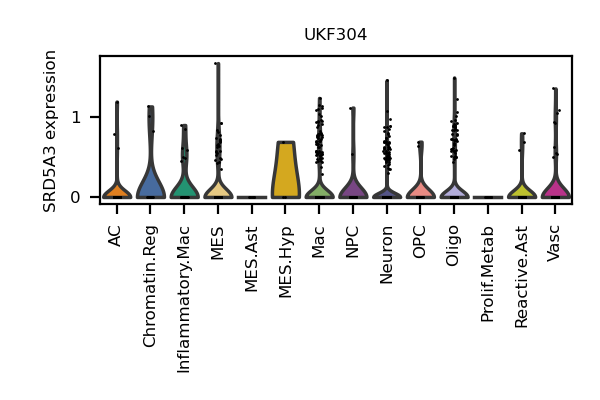 UKF304
SRD5A3 expression
1
0
AC
Chromatin.Reg
Inflammatory.Mac
MES
MES.Ast
MES.Hyp
Mac
NPC
Neuron
OPC
Oligo
Prolif.Metab
Reactive.Ast
Vasc